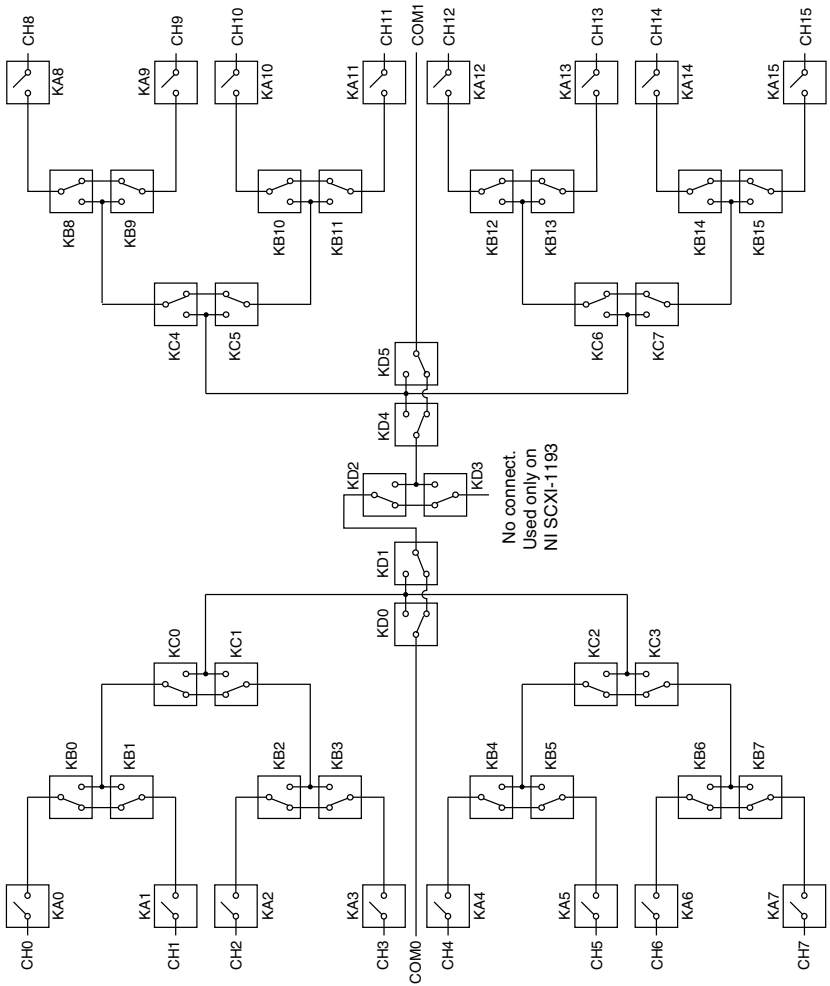 CH8
KA8
CH9
KA9
CH10
KA10
CH11
KA11
COM1
CH12
KA12
CH13
KA13
CH14
KA14
CH15
KA15
KB8
KB9
KB10
KB11
KB12
KB13
KB14
KB15
KC4
KC5
KC6
KC7
KD5
KD4
KD2
KD3
No connect.
Used only on
NI SCXI-1193
KD1
KD0
KC0
KC1
KC2
KC3
KB0
KB1
KB2
KB3
KB4
KB5
KB6
KB7
CH0
KA0
CH1
KA1
CH2
KA2
CH3
KA3
COM0
CH4
KA4
CH5
KA5
CH6
KA6
CH7
KA7